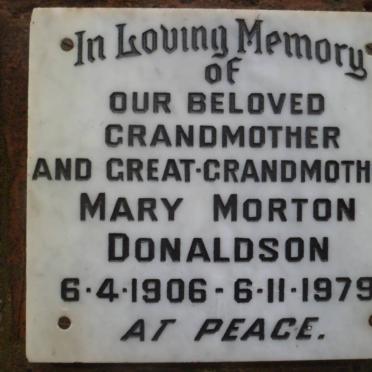 In Loving Memory
of
OUR BELOVED
GRANDMOTHER
AND GREAT·GRANDMOTH
MARY MORTON
DONALDSON
6·4·1906 - 6·11·1979
AT PEACE.